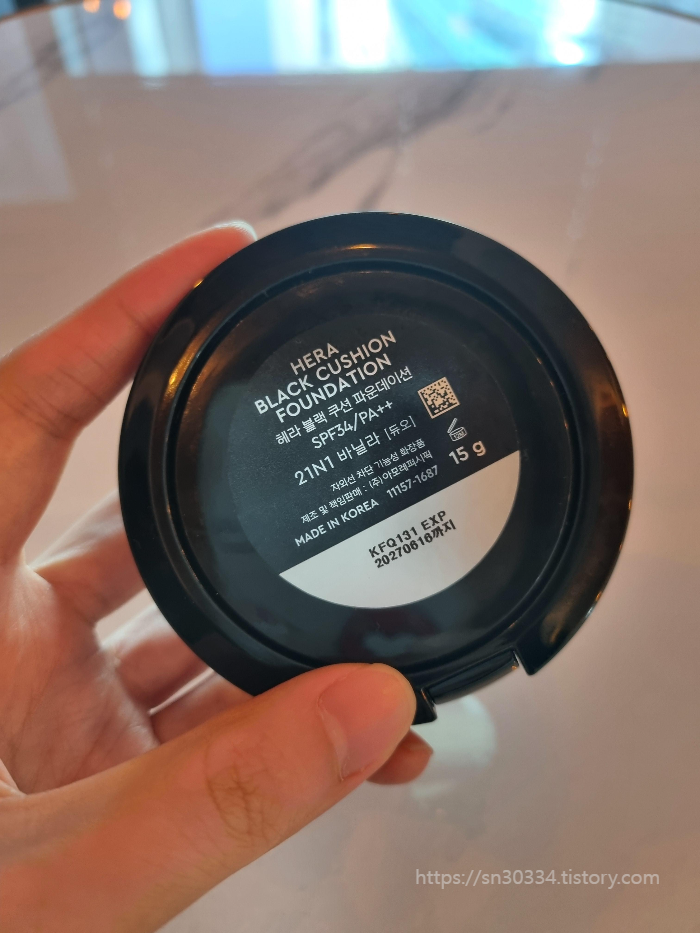 HERA
BLACK CUSHION
FOUNDATION
헤라 블랙 쿠션 파운데이션
SPF34/PA++
21N1 바닐라 [듀오]
자외선 차단 기능성 화장품
제조 및 책임판매 : (주)아모레퍼시픽
MADE IN KOREA 11157-1687 15 g
KFQ131 EXP
20270616까지
https://sn30334.tistory.com